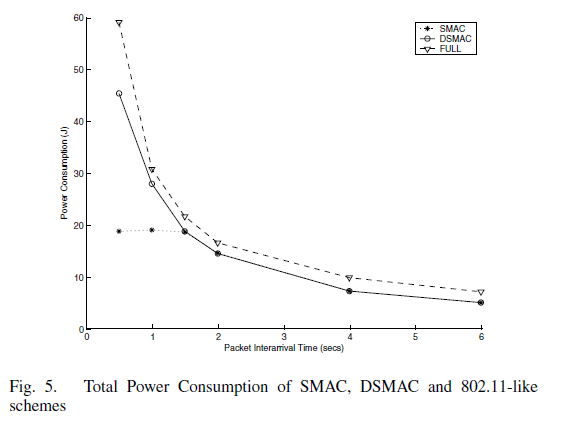 60
50
40
30
20
10
0
Power Consumption (J)
0 1 2 3 4 5 6
Packet Interarrival Time (secs)
SMAC
DSMAC
FULL
Fig. 5. Total Power Consumption of SMAC, DSMAC and 802.11-like
schemes